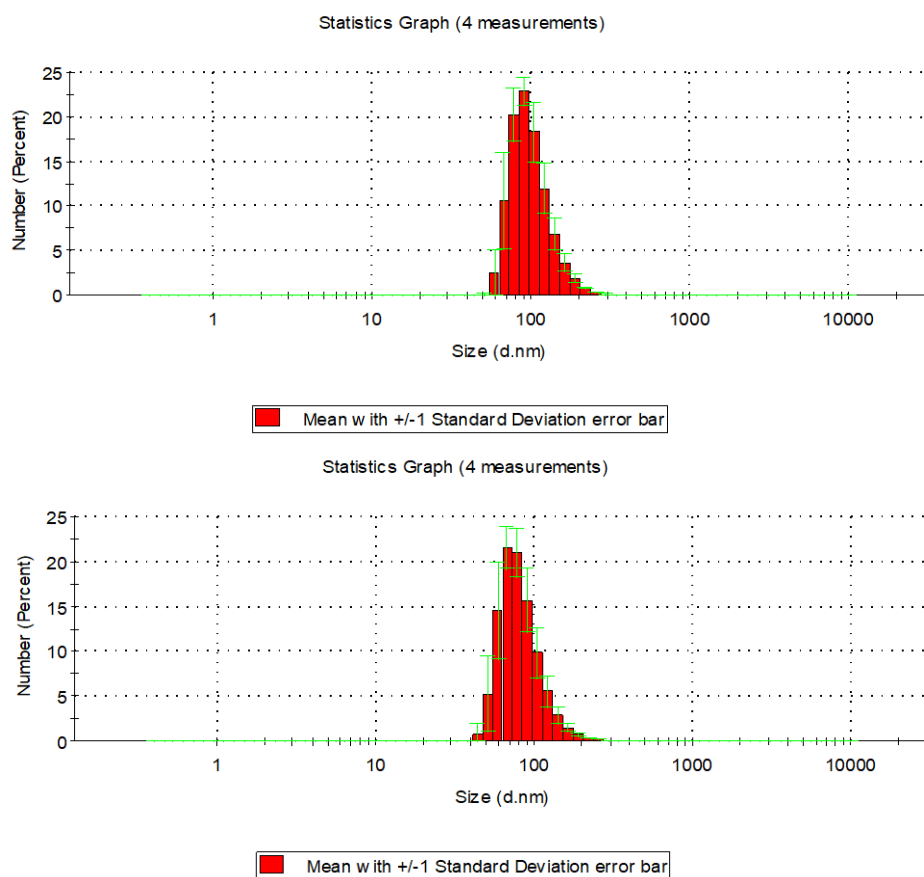 Statistics Graph (4 measurements)
25
20
15
10
5
0
Number (Percent)
1 10 100 1000 10000
Size (d.nm)
Mean with +/-1 Standard Deviation error bar
Statistics Graph (4 measurements)
25
20
15
10
5
0
Number (Percent)
1 10 100 1000 10000
Size (d.nm)
Mean with +/-1 Standard Deviation error bar